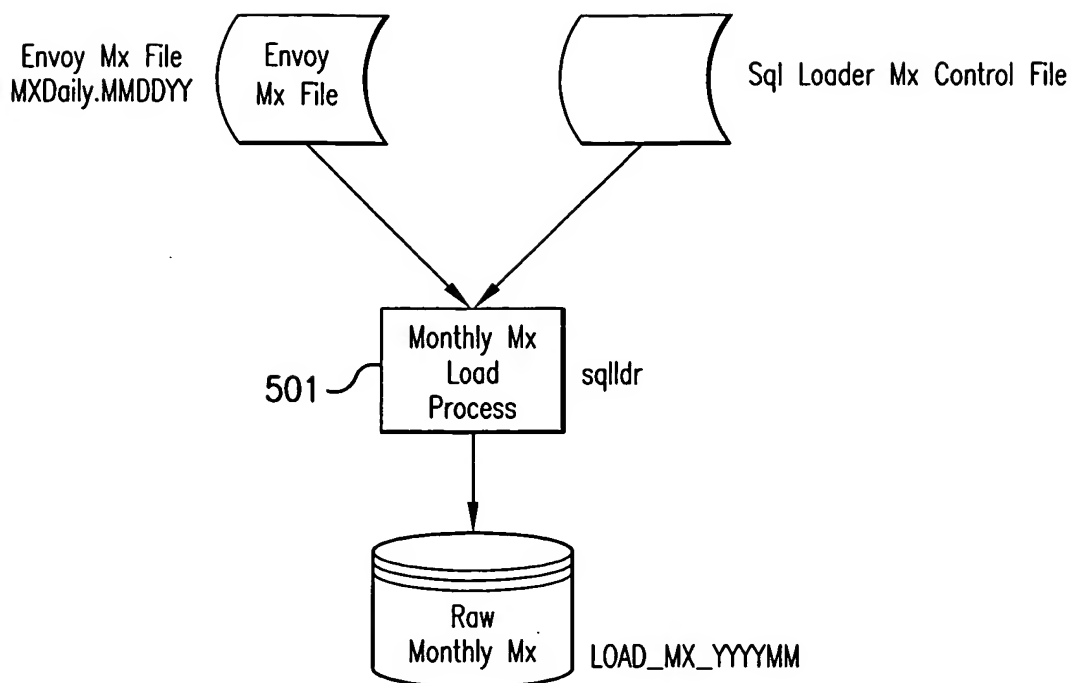 Envoy Mx File
MXDaily.MMDDYY
Envoy
Mx File
Sql Loader Mx Control File
Monthly Mx
Load
Process
501
sqlldr
Raw
Monthly Mx
LOAD_MX_YYYYMM